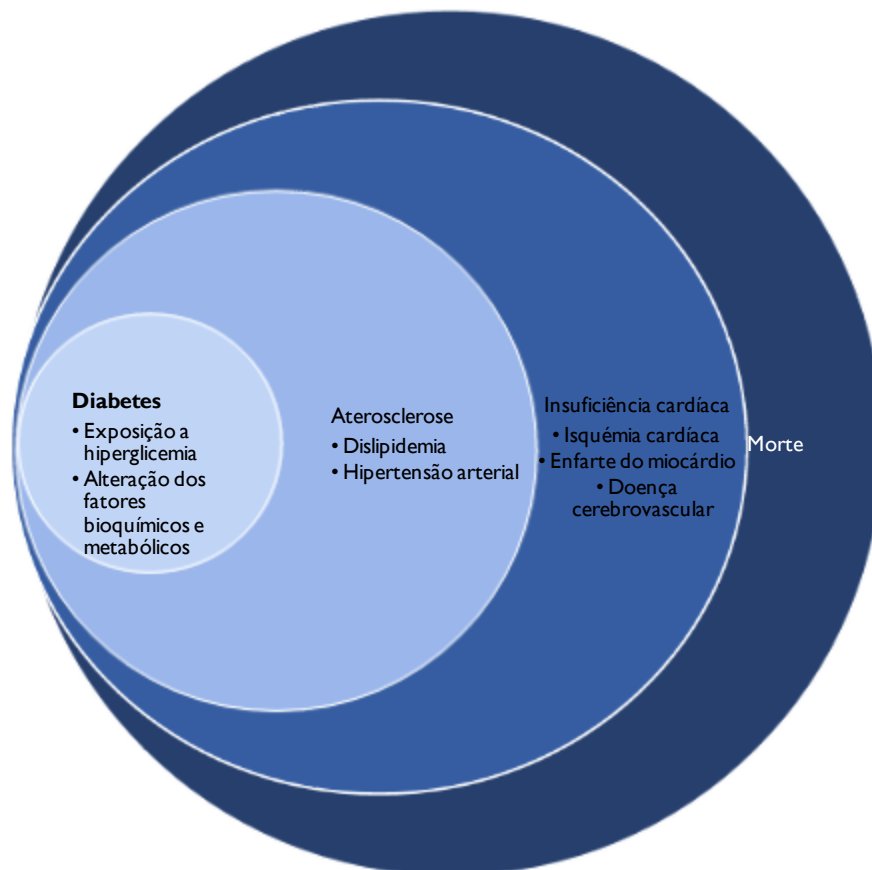 Diabetes
• Exposição a
hiperglicemia
• Alteração dos
fatores
bioquímicos e
metabólicos
Aterosclerose
• Dislipidemia
• Hipertensão arterial
Insuficiência cardíaca
• Isquémia cardíaca
• Enfarte do miocárdio
• Doença
cerebrovascular
Morte